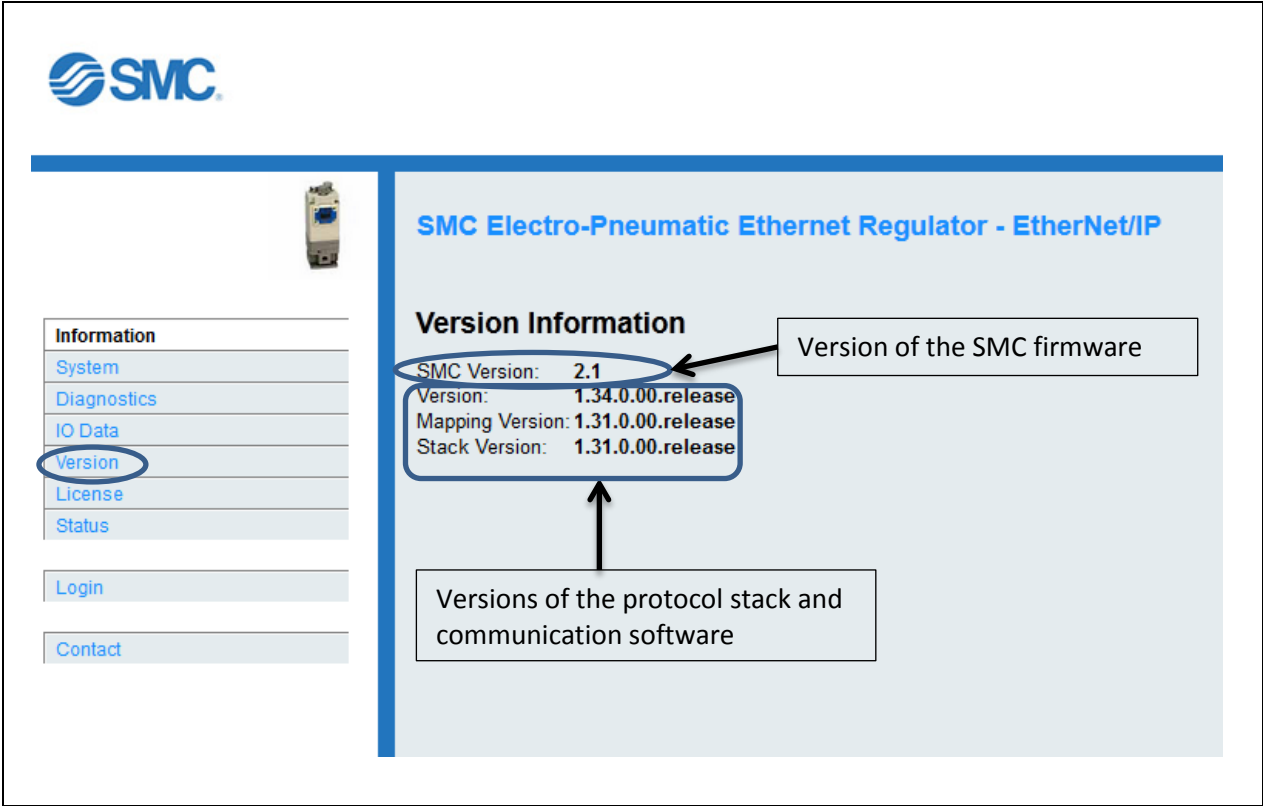 SMC.
SMC Electro-Pneumatic Ethernet Regulator - EtherNet/IP
Information
System
Diagnostics
IO Data
Version
License
Status
Login
Contact
Version Information
SMC Version: 2.1
Version: 1.34.0.00.release
Mapping Version: 1.31.0.00.release
Stack Version: 1.31.0.00.release
Version of the SMC firmware
Versions of the protocol stack and
communication software